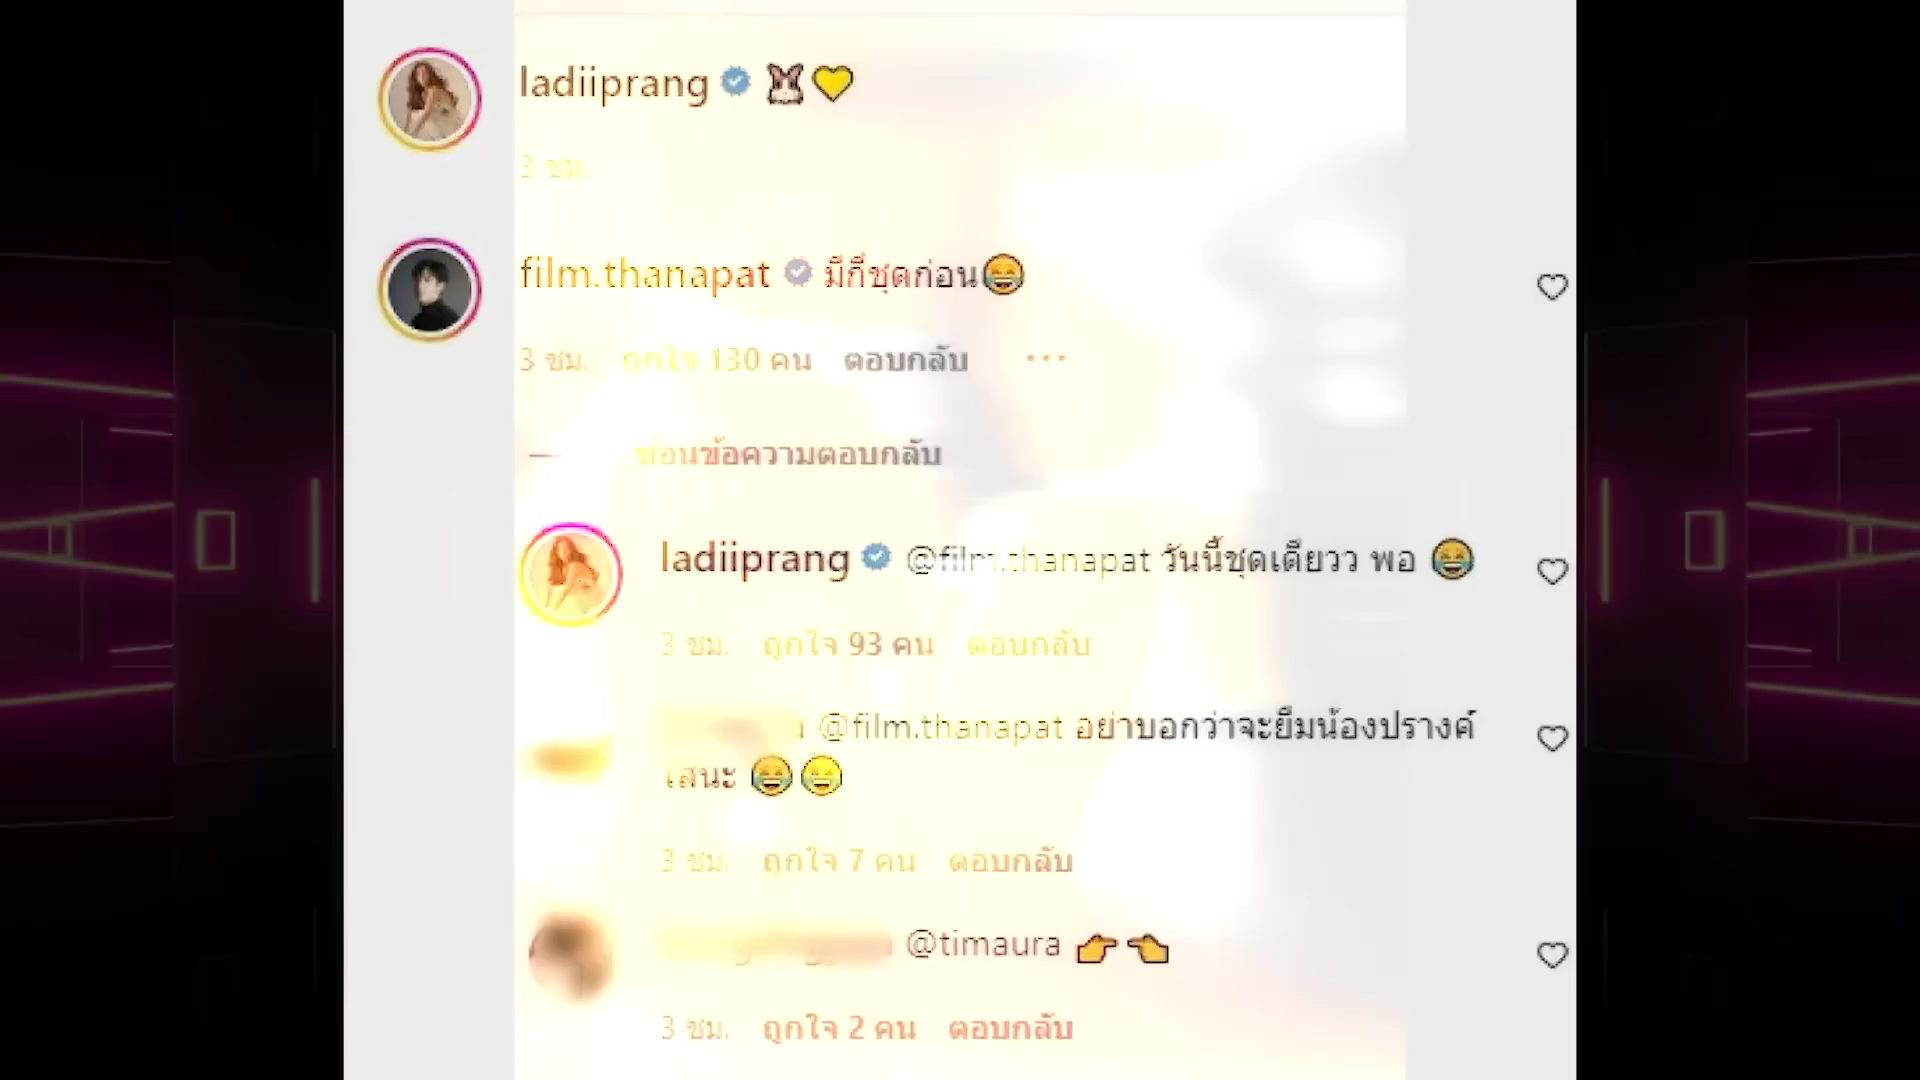 ladiiprang 🐰💛
3 ชม.
film.thanapat มีกี่ชุดก่อน😂
3 ชม. ถูกใจ 130 คน ตอบกลับ ...
ซ่อนข้อความตอบกลับ
ladiiprang @film.thanapat วันนี้ชุดเดียวว พอ 😂
3 ชม. ถูกใจ 93 คน ตอบกลับ
@film.thanapat อย่าบอกว่าจะยืมน้องปรางค์
เสนะ 😂😂
3 ชม. ถูกใจ 7 คน ตอบกลับ
@timaura 👉👈
3 ชม. ถูกใจ 2 คน ตอบกลับ